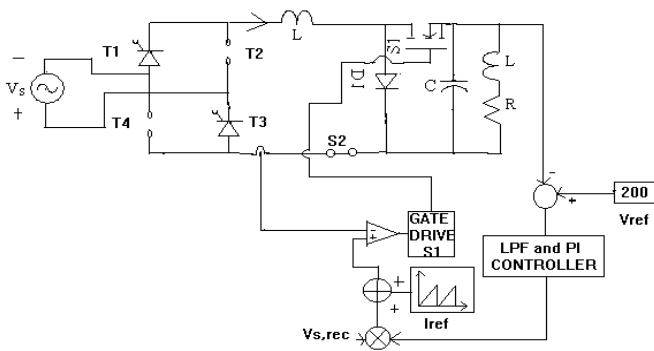 T1
T2
L
S1
D1
C
L
R
−
Vs
+
T4
T3
S2
-
+
200
Vref
GATE
DRIVE
S1
-
+
LPF and PI
CONTROLLER
+
+
Iref
Vs,rec